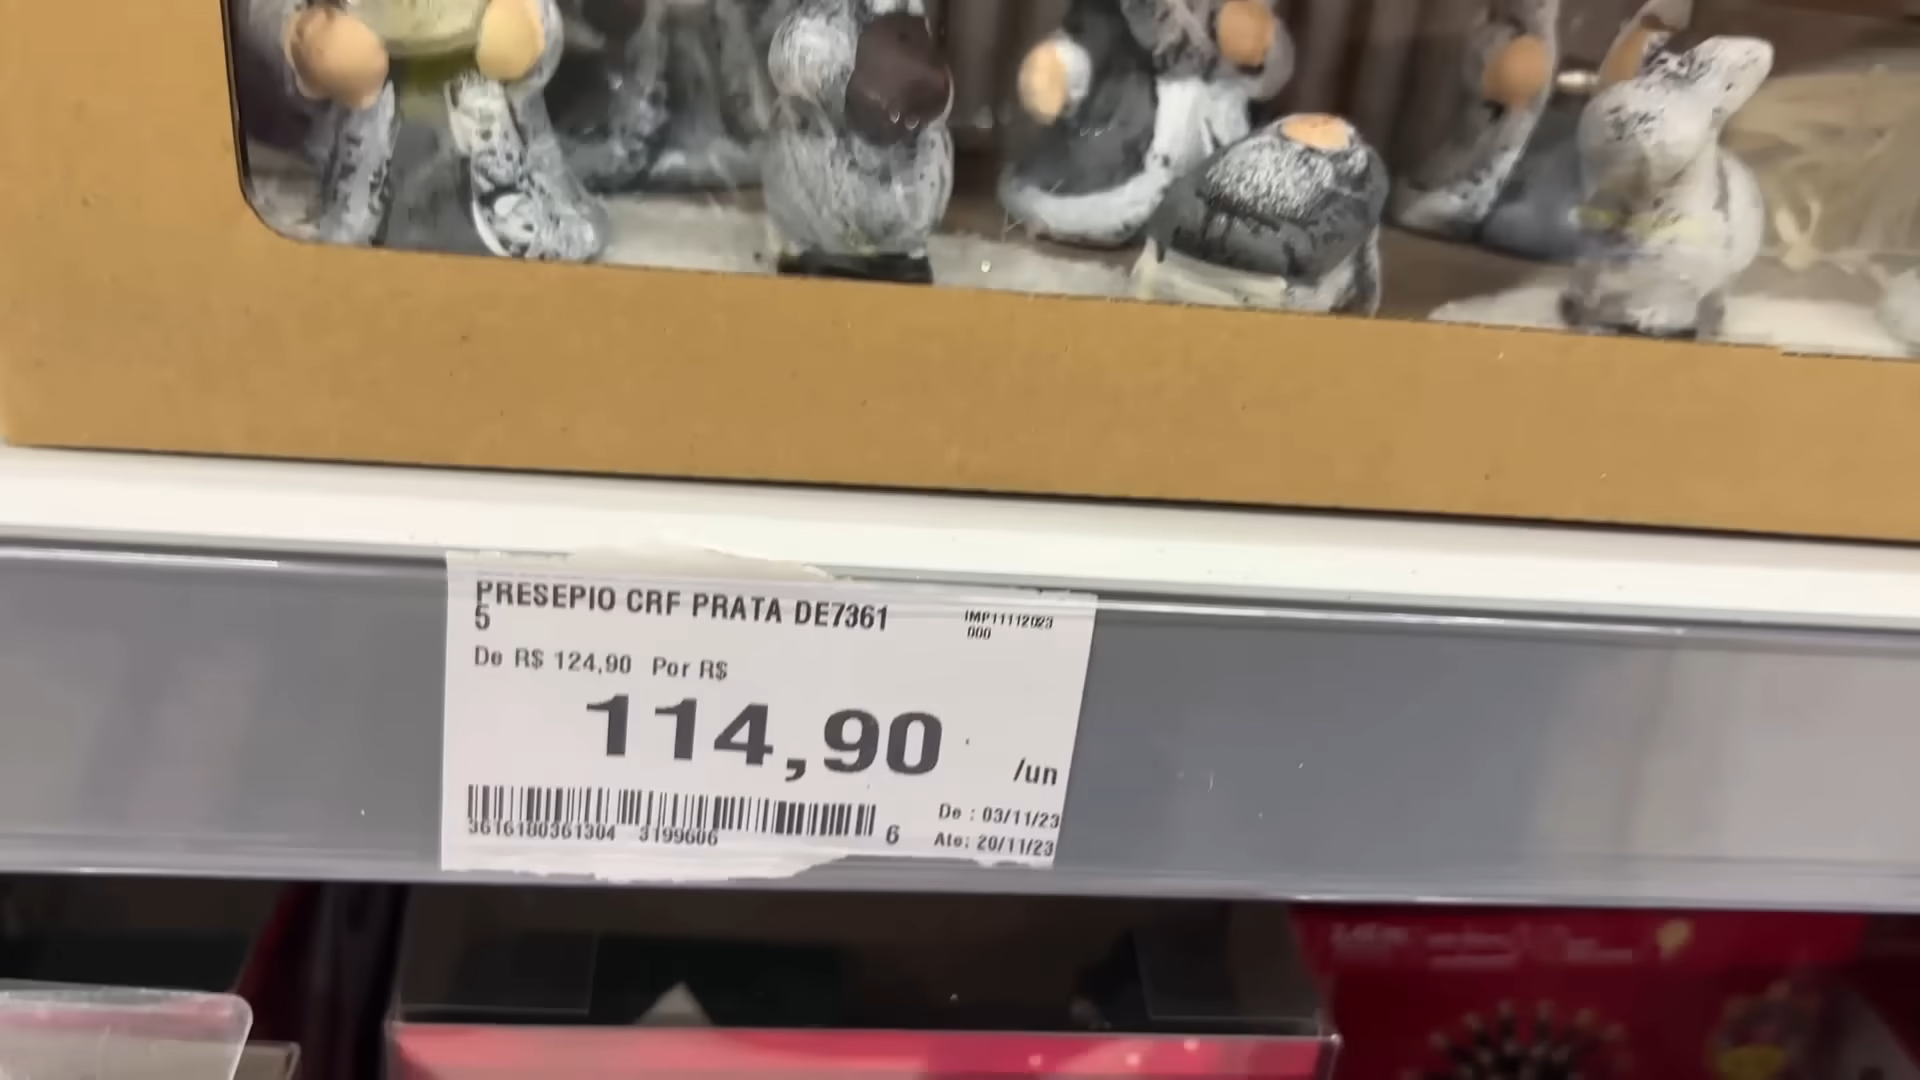 PRESEPIO CRF PRATA DE7361
5
IMP11112023
000
De R$ 124,90 Por R$
114,90
/un
3616180361304 3199606
6
De : 03/11/23
Ate: 20/11/23